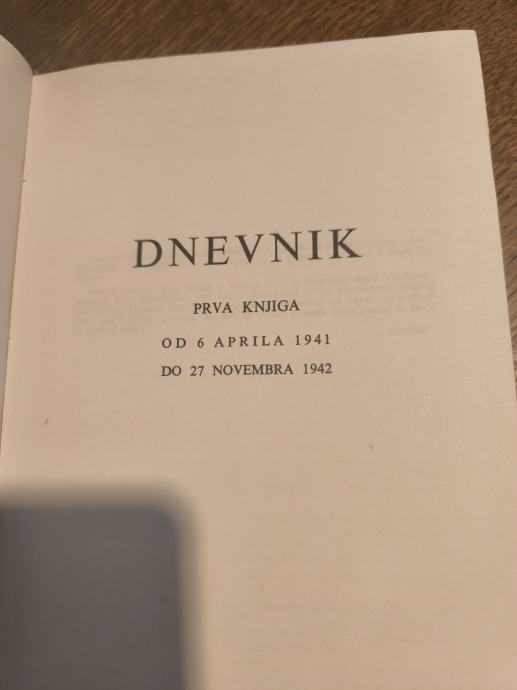 DNEVNIK
PRVA KNJIGA
OD 6 APRILA 1941
DO 27 NOVEMBRA 1942